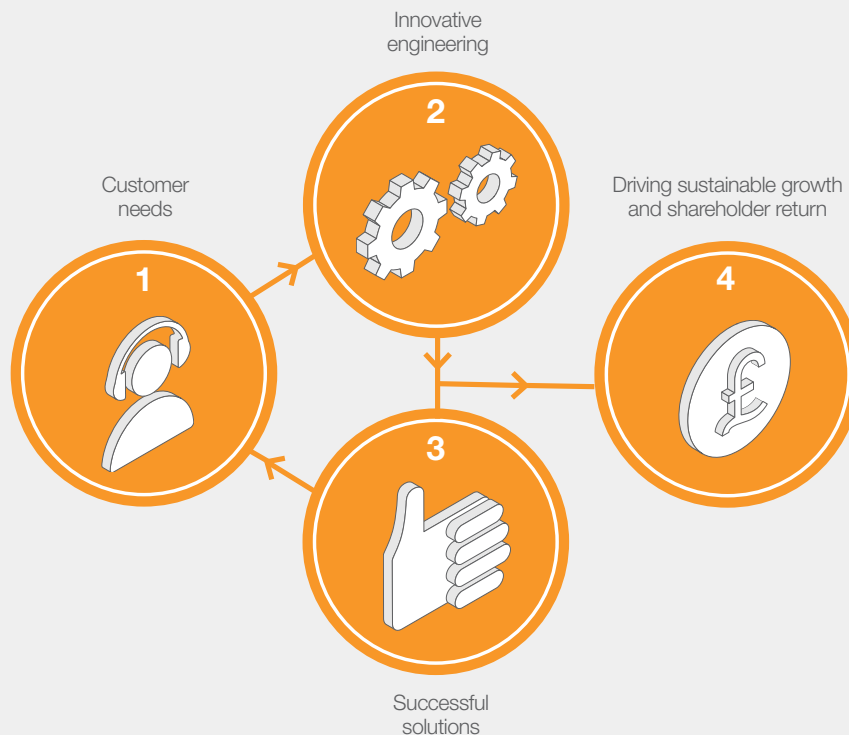 Customer
needs
1
Innovative
engineering
2
Successful
solutions
3
Driving sustainable growth
and shareholder return
4
£